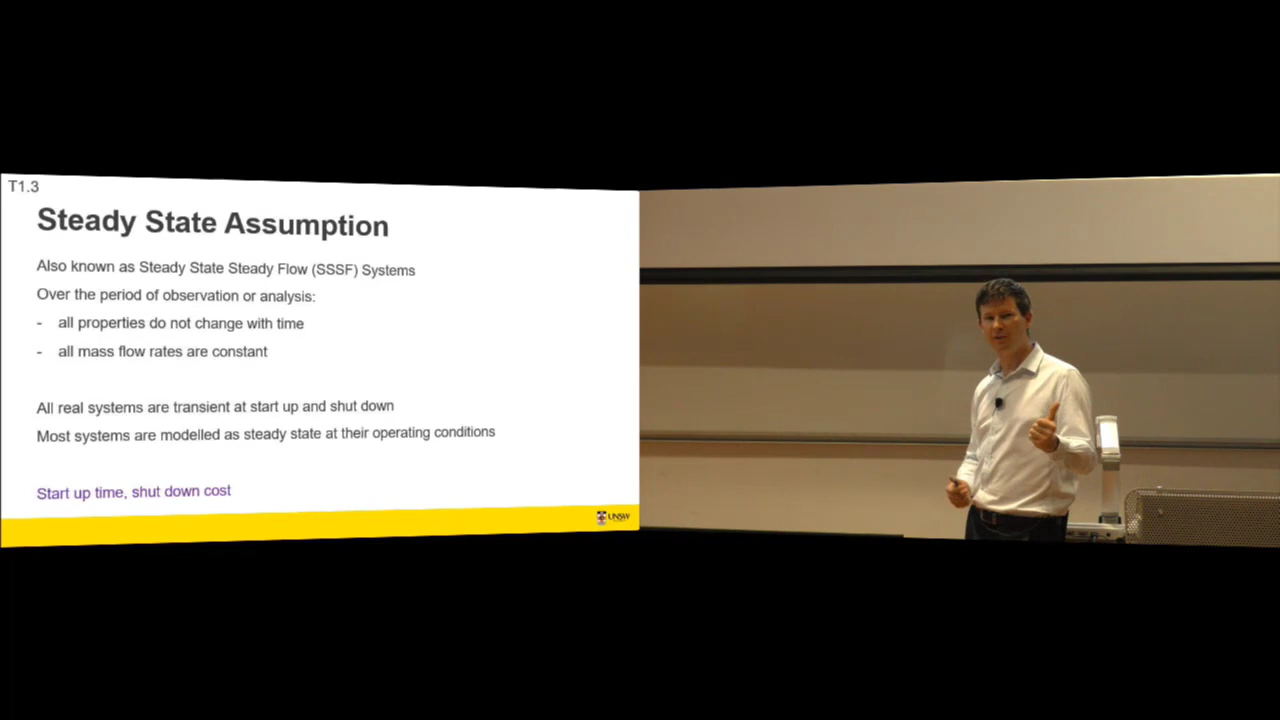 T1.3
Steady State Assumption
Also known as Steady State Steady Flow (SSSF) Systems
Over the period of observation or analysis:
- all properties do not change with time
- all mass flow rates are constant
All real systems are transient at start up and shut down
Most systems are modelled as steady state at their operating conditions
Start up time, shut down cost
UNSW